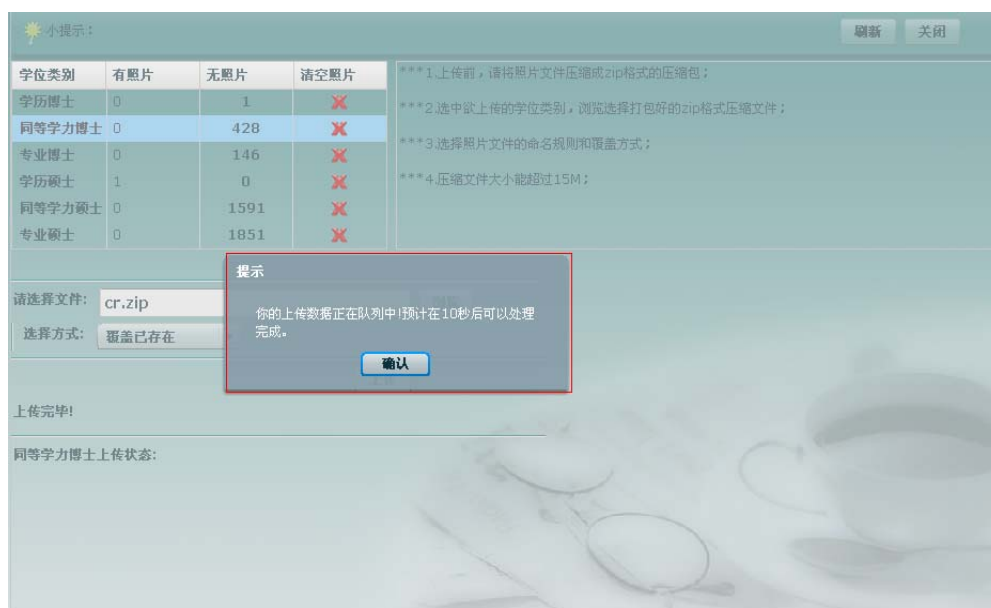 小提示：
刷新 关闭
学位类别 有照片 无照片 清空照片
学历博士 0 1
同等学力博士 0 428
专业博士 0 146
学历硕士 1 0
同等学力硕士 0 1591
专业硕士 0 1851
***1.上传前，请将照片文件压缩成zip格式的压缩包；
***2.选中欲上传的学位类别，浏览选择打包好的zip格式压缩文件；
***3.选择照片文件的命名规则和覆盖方式；
***4.压缩文件大小能超过15M；
提示
你的上传数据正在队列中!预计在10秒后可以处理
完成。
确认
请选择文件: cr.zip
选择方式: 覆盖已存在
上传完毕!
同等学力博士上传状态: